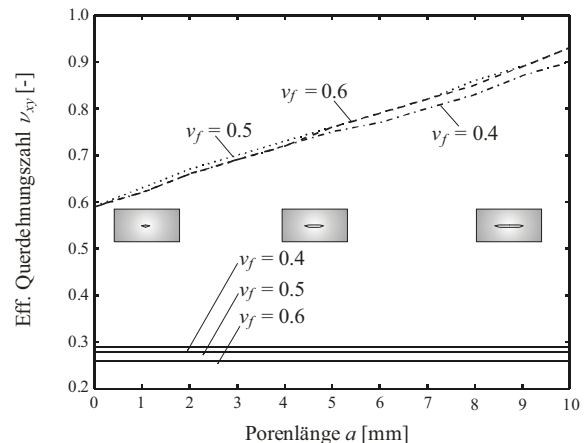 1.0
0.9
0.8
0.7
0.6
0.5
0.4
0.3
0.2
Eff. Querdehnungszahl ν_xy [-]
v_f = 0.5
v_f = 0.6
v_f = 0.4
v_f = 0.4
v_f = 0.5
v_f = 0.6
0 1 2 3 4 5 6 7 8 9 10
Porenlänge a [mm]